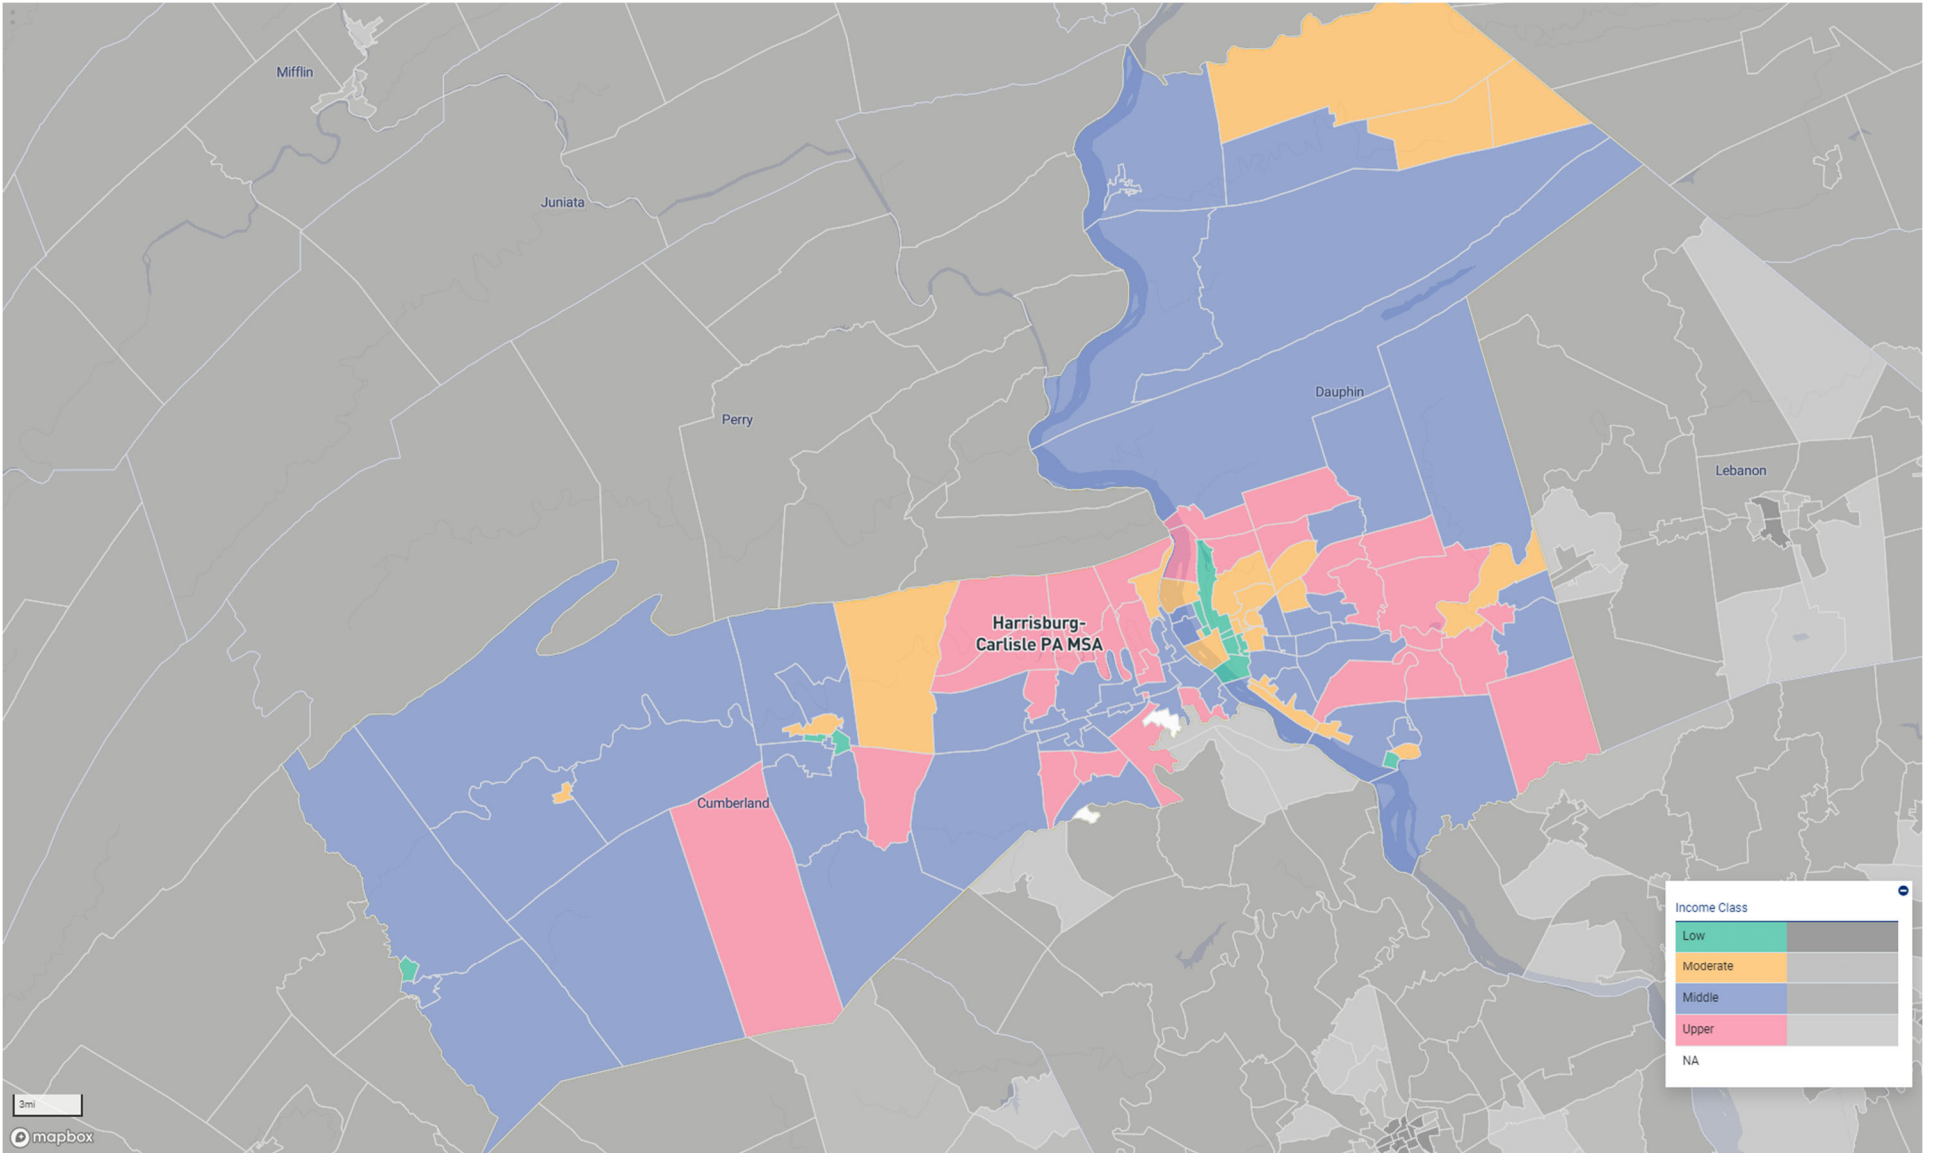 Mifflin
Juniata
Dauphin
Perry
Lebanon
Harrisburg-
Carlisle PA MSA
Cumberland
Income Class
Low
Moderate
Middle
Upper
NA
3mi
mapbox